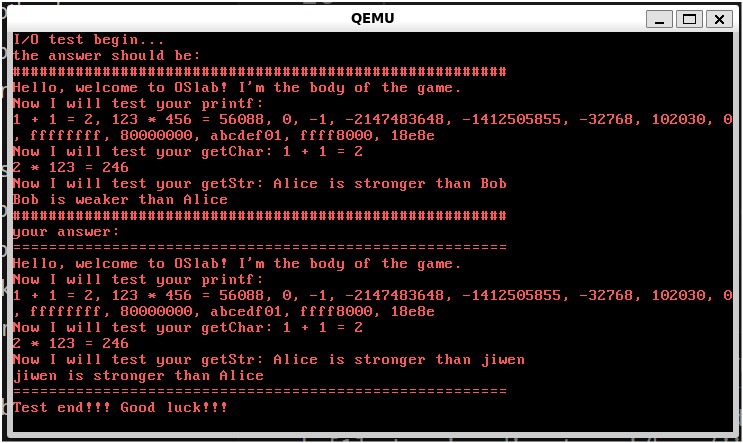 QEMU
I/O test begin...
the answer should be:
#######################################################
Hello, welcome to OSlab! I'm the body of the game.
Now I will test your printf:
1 + 1 = 2, 123 * 456 = 56088, 0, -1, -2147483648, -1412505855, -32768, 102030, 0
, ffffffff, 80000000, abcdef01, ffff8000, 18e8e
Now I will test your getChar: 1 + 1 = 2
2 * 123 = 246
Now I will test your getStr: Alice is stronger than Bob
Bob is weaker than Alice
#######################################################
your answer:
=======================================================
Hello, welcome to OSlab! I'm the body of the game.
Now I will test your printf:
1 + 1 = 2, 123 * 456 = 56088, 0, -1, -2147483648, -1412505855, -32768, 102030, 0
, ffffffff, 80000000, abcdef01, ffff8000, 18e8e
Now I will test your getChar: 1 + 1 = 2
2 * 123 = 246
Now I will test your getStr: Alice is stronger than jiwen
jiwen is stronger than Alice
=======================================================
Test end!!! Good luck!!!